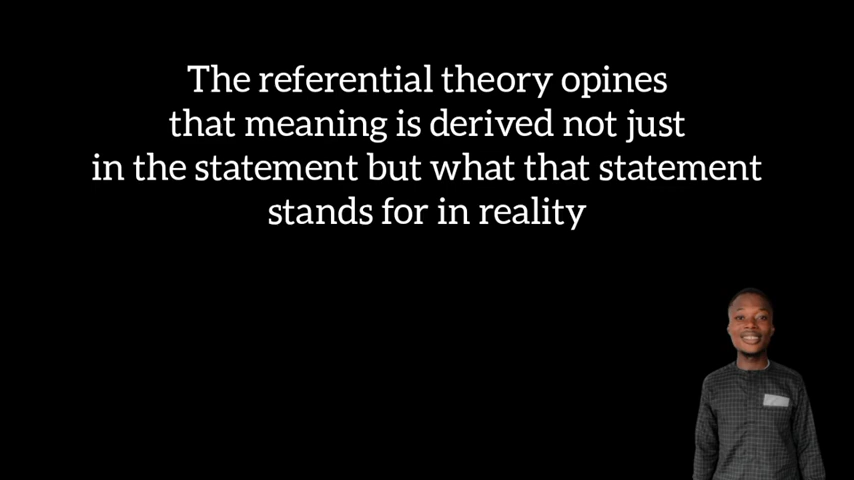 The referential theory opines
that meaning is derived not just
in the statement but what that statement
stands for in reality